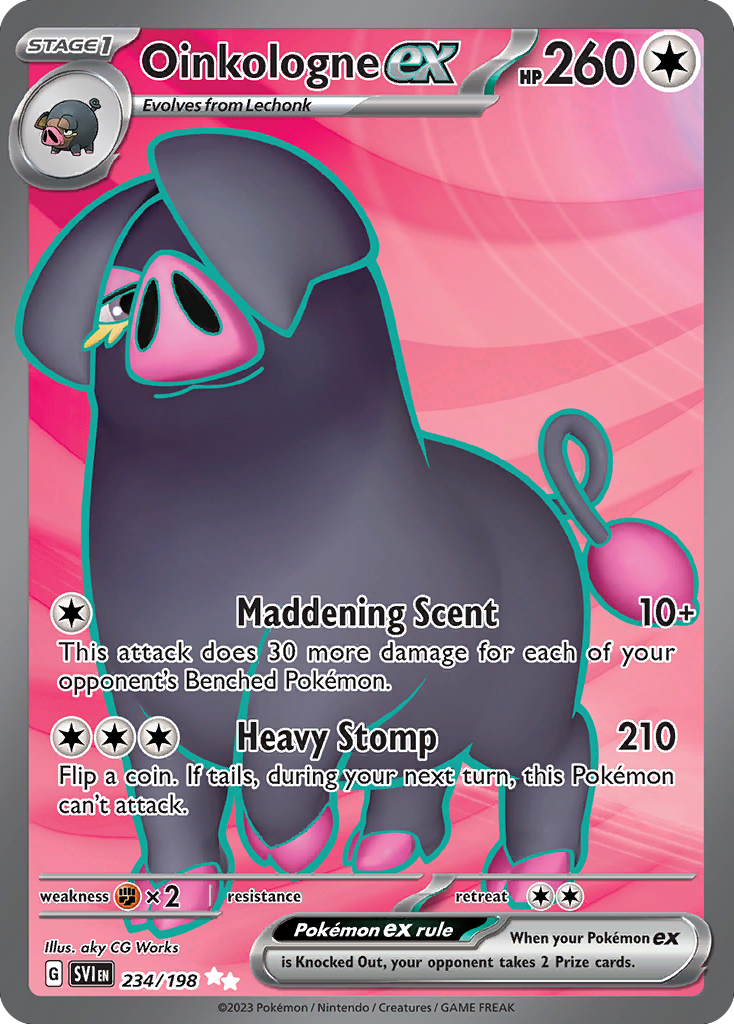 STAGE1
Oinkologne ex
HP 260
Evolves from Lechonk
Maddening Scent 10+
This attack does 30 more damage for each of your
opponent's Benched Pokémon.
Heavy Stomp 210
Flip a coin. If tails, during your next turn, this Pokémon
can't attack.
weakness ×2 resistance retreat
Pokémon ex rule When your Pokémon ex
is Knocked Out, your opponent takes 2 Prize cards.
Illus. aky CG Works
G SVI EN 234/198
©2023 Pokémon / Nintendo / Creatures / GAME FREAK